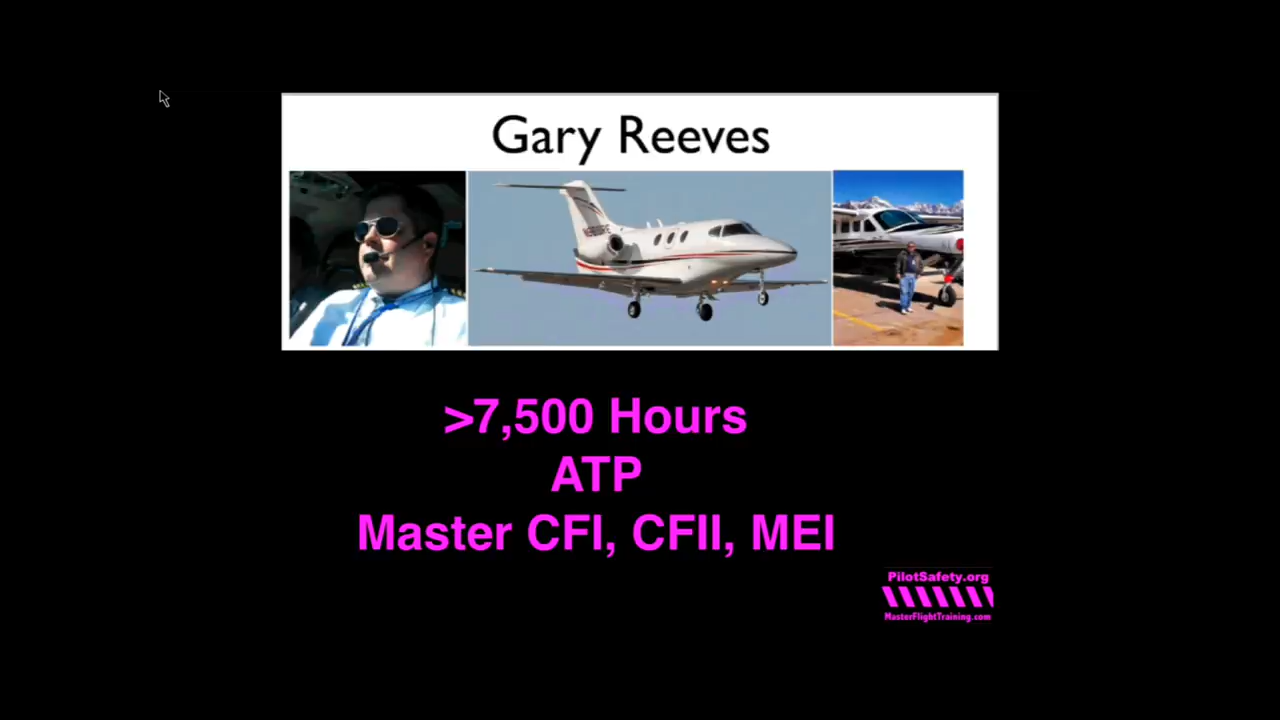 Gary Reeves
>7,500 Hours
ATP
Master CFI, CFII, MEI
PilotSafety.org
MasterFlightTraining.com